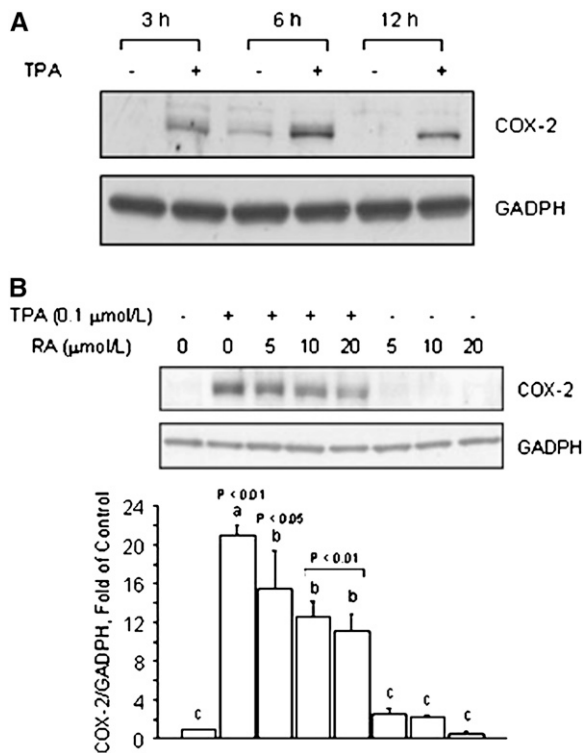 A
3 h 6 h 12 h
TPA - + - + - +
COX-2
GADPH
B
TPA (0.1 μmol/L) - + + + + - - -
RA (μmol/L) 0 0 5 10 20 5 10 20
COX-2
GADPH
COX-2/GADPH, Fold of Control
24
20
16
12
8
4
0
P < 0.01
a
P < 0.05
b
P < 0.01
b b
c c c c